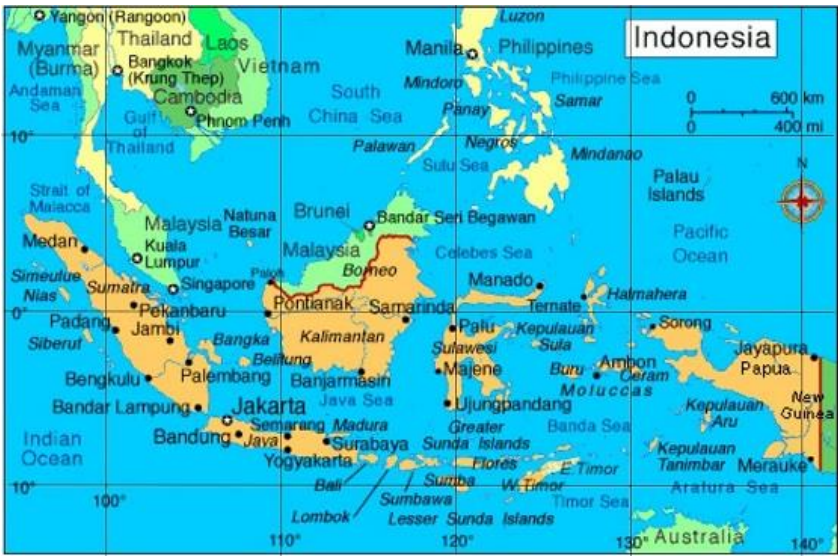 Yangon (Rangoon)
Luzon
Indonesia
Thailand
Laos
Manila
Philippines
Myanmar
(Burma)
Bangkok
(Krung Thep)
Vietnam
Andaman
Sea
Mindoro
Philippine Sea
South
China Sea
Cambodia
Phnom Penh
Panay
Samar
0
600 km
0
400 mi
10°
Gulf
of
Thailand
Palawan
Negros
Sulu Sea
Mindanao
N
Palau
Islands
Strait of
Malacca
Malaysia
Natuna
Besar
Brunei
Bandar Seri Begawan
Pacific
Ocean
Medan
Kuala
Lumpur
Malaysia
Celebes Sea
Borneo
Simeulue
Nias
Sumatra
Singapore
Paloh
Manado
Halmahera
Pekanbaru
Pontianak
Samarinda
Ternate
0°
Padang
Jambi
Siberut
Bangka
Kalimantan
Palu
Kepulauan
Sula
Sorong
Sulawesi
Belitung
Jayapura
Papua
Bengkulu
Palembang
Banjarmasin
Majene
Buru
Ambon
Ceram
Moluccas
New
Guinea
Java Sea
Bandar Lampung
Jakarta
Ujungpandang
Kepulauan
Aru
Semarang
Madura
Greater
Sunda Islands
Banda Sea
Indian
Ocean
Bandung
Java
Surabaya
Yogyakarta
Flores
E.Timor
Kepulauan
Tanimbar
Merauke
Bali
Sumba
W.Timor
Arafura Sea
10°
Sumbawa
Timor Sea
Lombok
Lesser Sunda Islands
100°
110°
120°
130°
140°
Australia